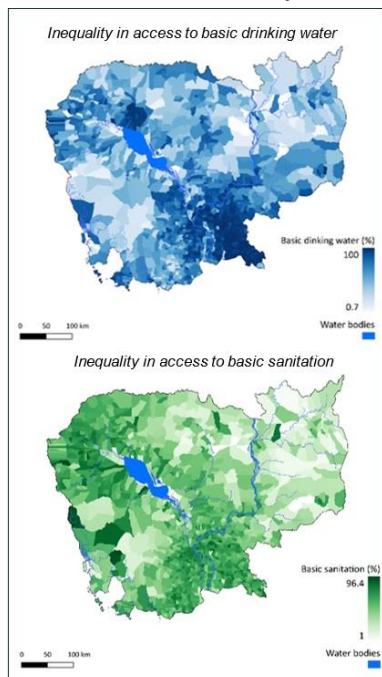 Inequality in access to basic drinking water
Basic dinking water (%)
100
0.7
0 50 100 km
Water bodies
Inequality in access to basic sanitation
Basic sanitation (%)
96.4
1
0 50 100 km
Water bodies